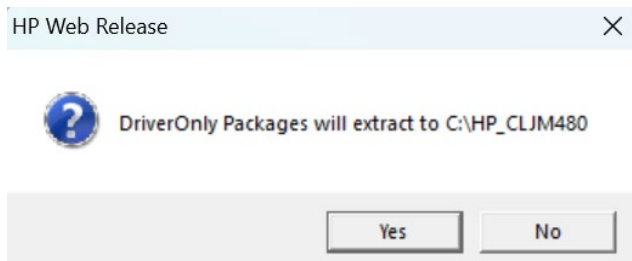 HP Web Release
DriverOnly Packages will extract to C:\HP_CLJM480
Yes
No